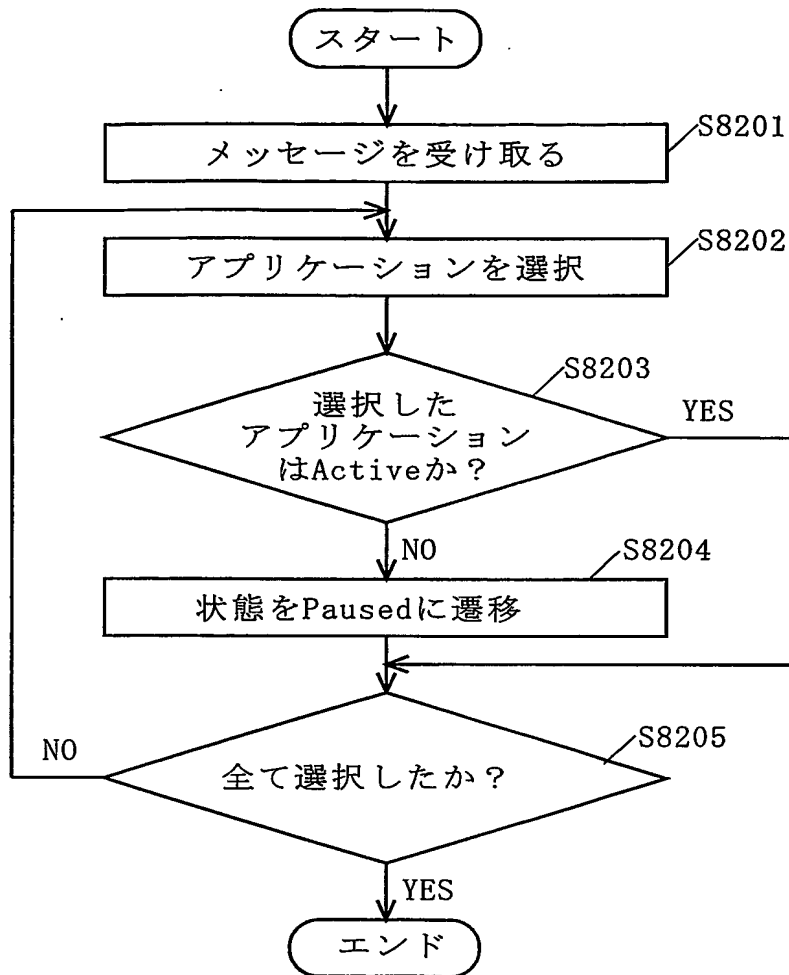 スタート
S8201
メッセージを受け取る
S8202
アプリケーションを選択
S8203
選択した
アプリケーション
はActiveか？
YES
NO
S8204
状態をPausedに遷移
S8205
全て選択したか？
NO
YES
エンド